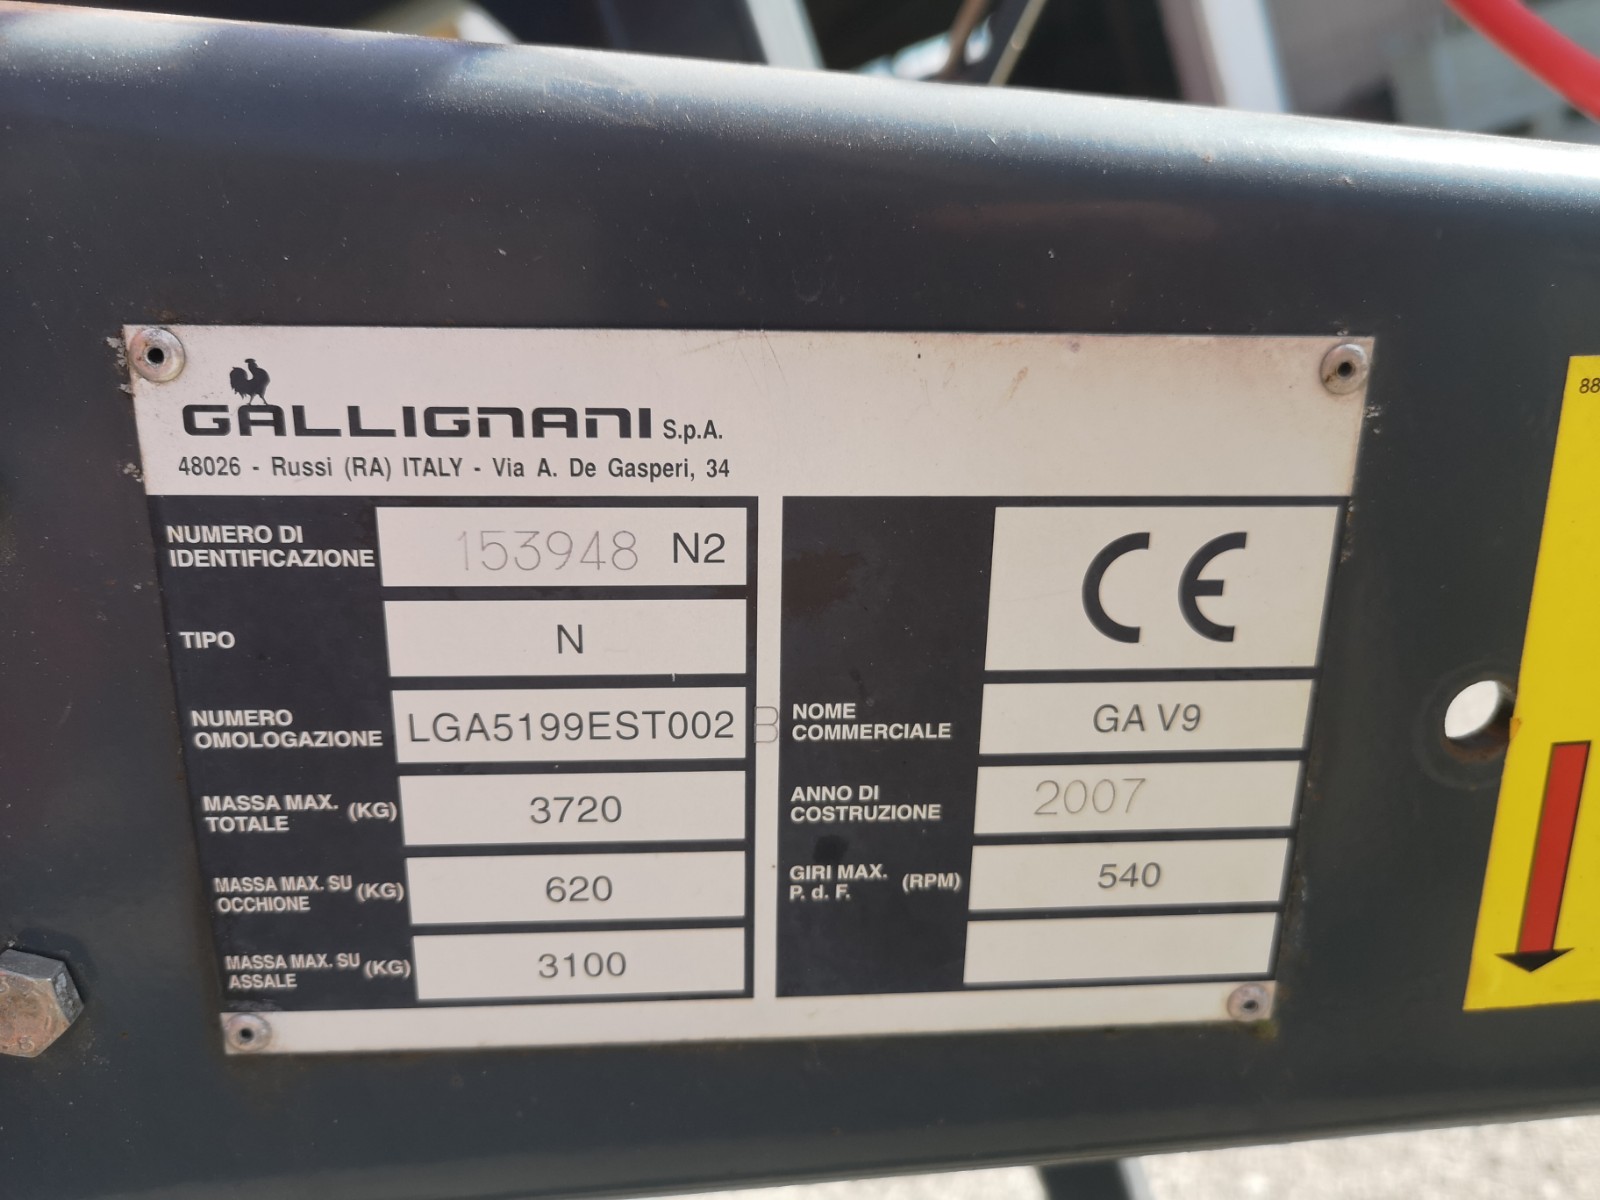 GALLIGNANI S.p.A.
48026 - Russi (RA) ITALY - Via A. De Gasperi, 34
NUMERO DI
IDENTIFICAZIONE
153948 N2
TIPO
N
NUMERO
OMOLOGAZIONE
LGA5199EST002 B
MASSA MAX. (KG)
TOTALE
3720
MASSA MAX. SU (KG)
OCCHIONE
620
MASSA MAX. SU (KG)
ASSALE
3100
CE
NOME
COMMERCIALE
GA V9
ANNO DI
COSTRUZIONE
2007
GIRI MAX. (RPM)
P. d. F.
540
88